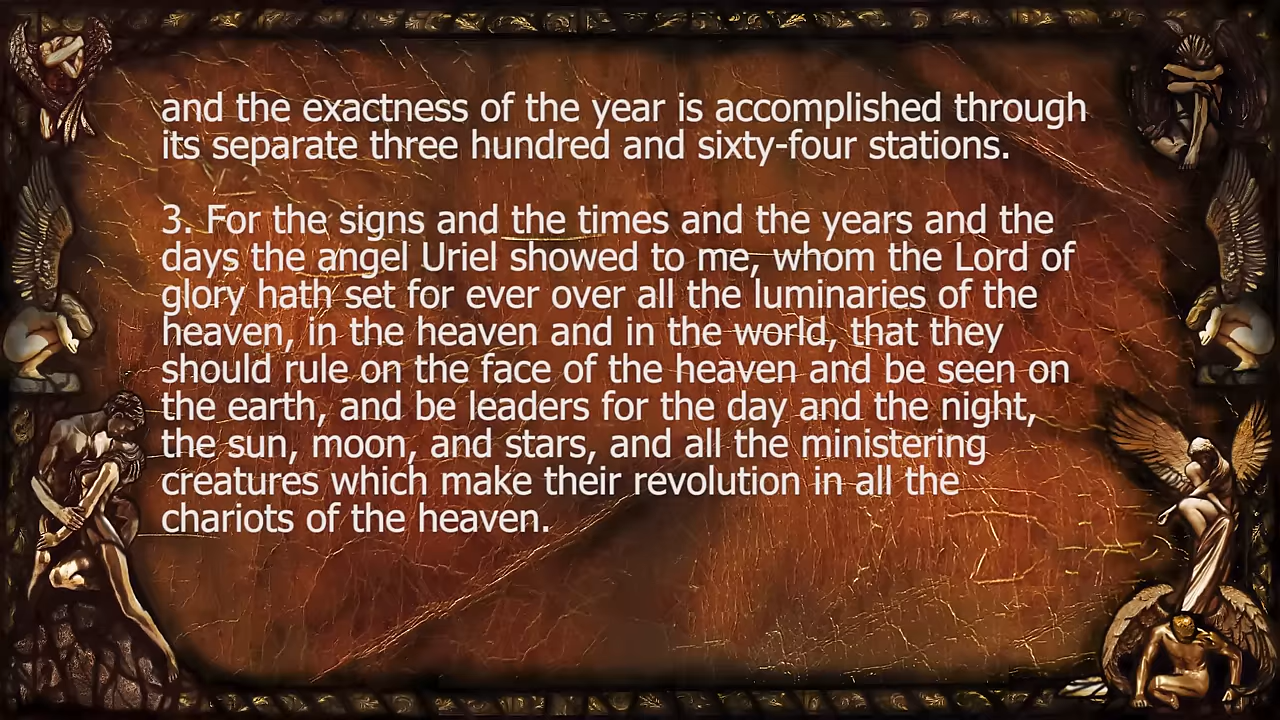 and the exactness of the year is accomplished through
its separate three hundred and sixty-four stations.
3. For the signs and the times and the years and the
days the angel Uriel showed to me, whom the Lord of
glory hath set for ever over all the luminaries of the
heaven, in the heaven and in the world, that they
should rule on the face of the heaven and be seen on
the earth, and be leaders for the day and the night,
the sun, moon, and stars, and all the ministering
creatures which make their revolution in all the
chariots of the heaven.